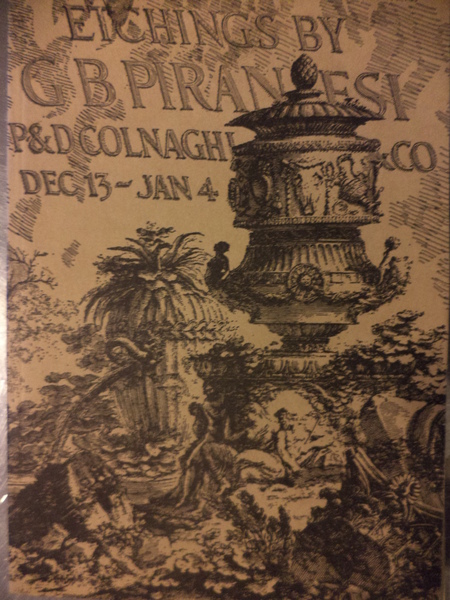 ETCHINGS BY
G B PIRANESI
P&D COLNAGHI &CO
DEC 13 - JAN 4